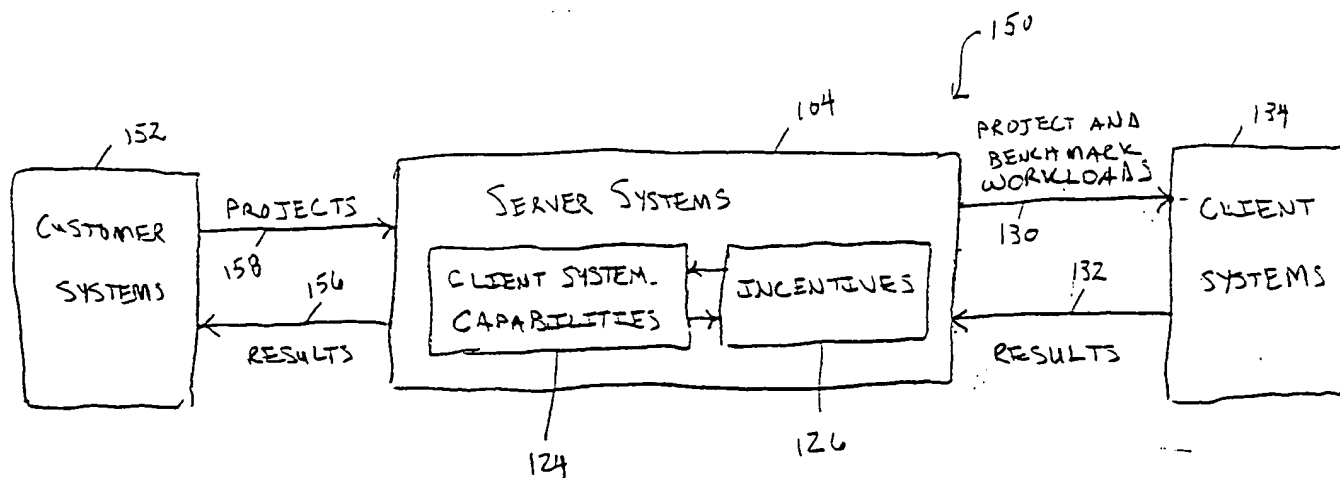 150
152
104
134
PROJECT AND
BENCHMARK
WORKLOADS
130
CUSTOMER
SYSTEMS
PROJECTS
158
156
RESULTS
SERVER SYSTEMS
CLIENT SYSTEM
CAPABILITIES
INCENTIVES
132
RESULTS
CLIENT
SYSTEMS
124
126